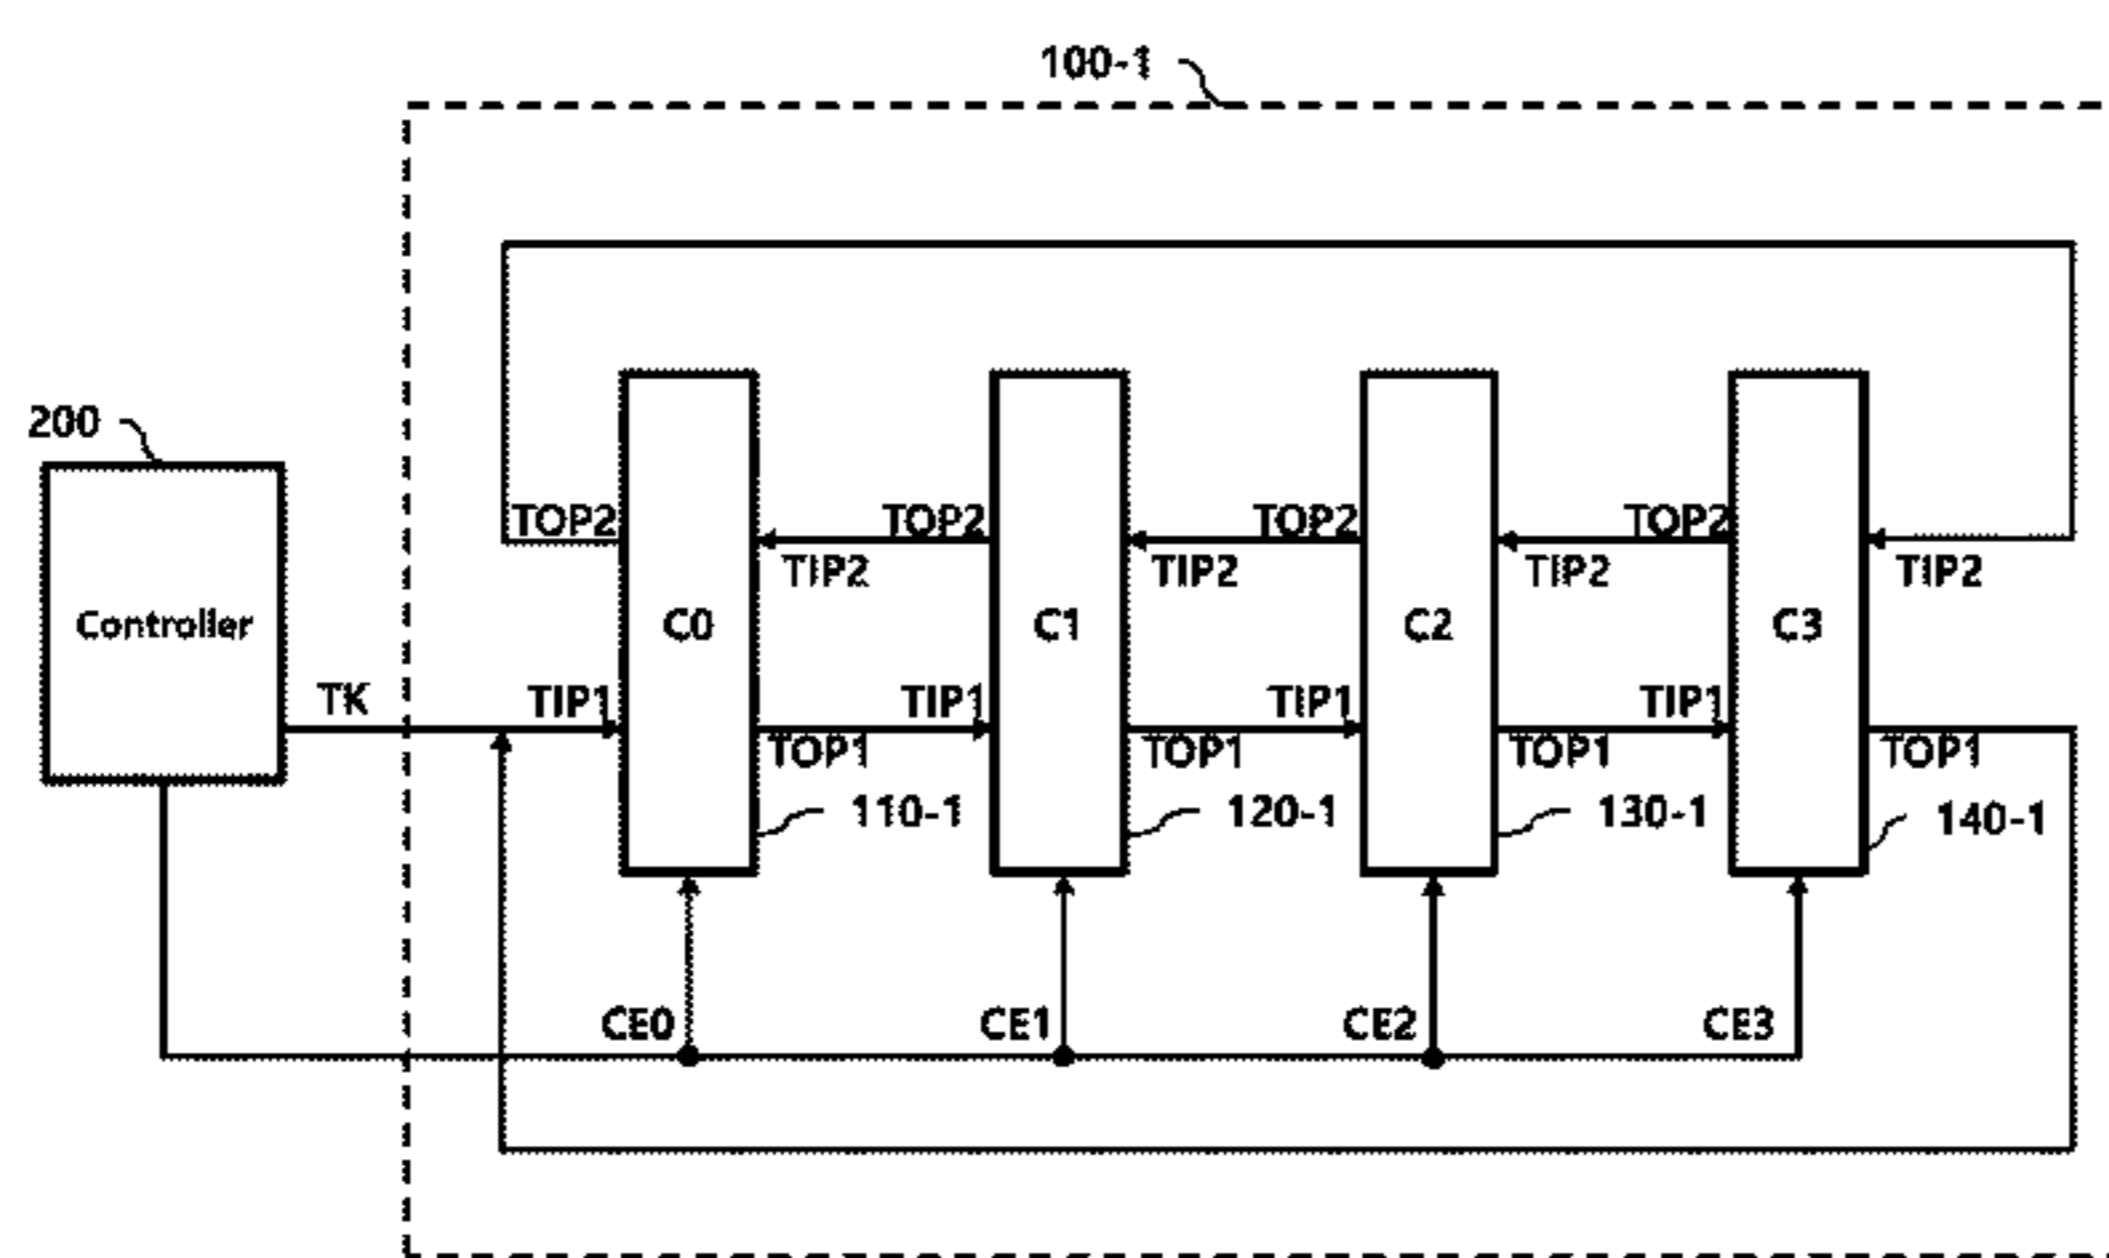 100-1
200
TOP2 TOP2 TOP2 TOP2
TIP2 TIP2 TIP2 TIP2
Controller C0 C1 C2 C3
TK TIP1 TIP1 TIP1 TIP1
TOP1 TOP1 TOP1 TOP1
110-1 120-1 130-1 140-1
CE0 CE1 CE2 CE3